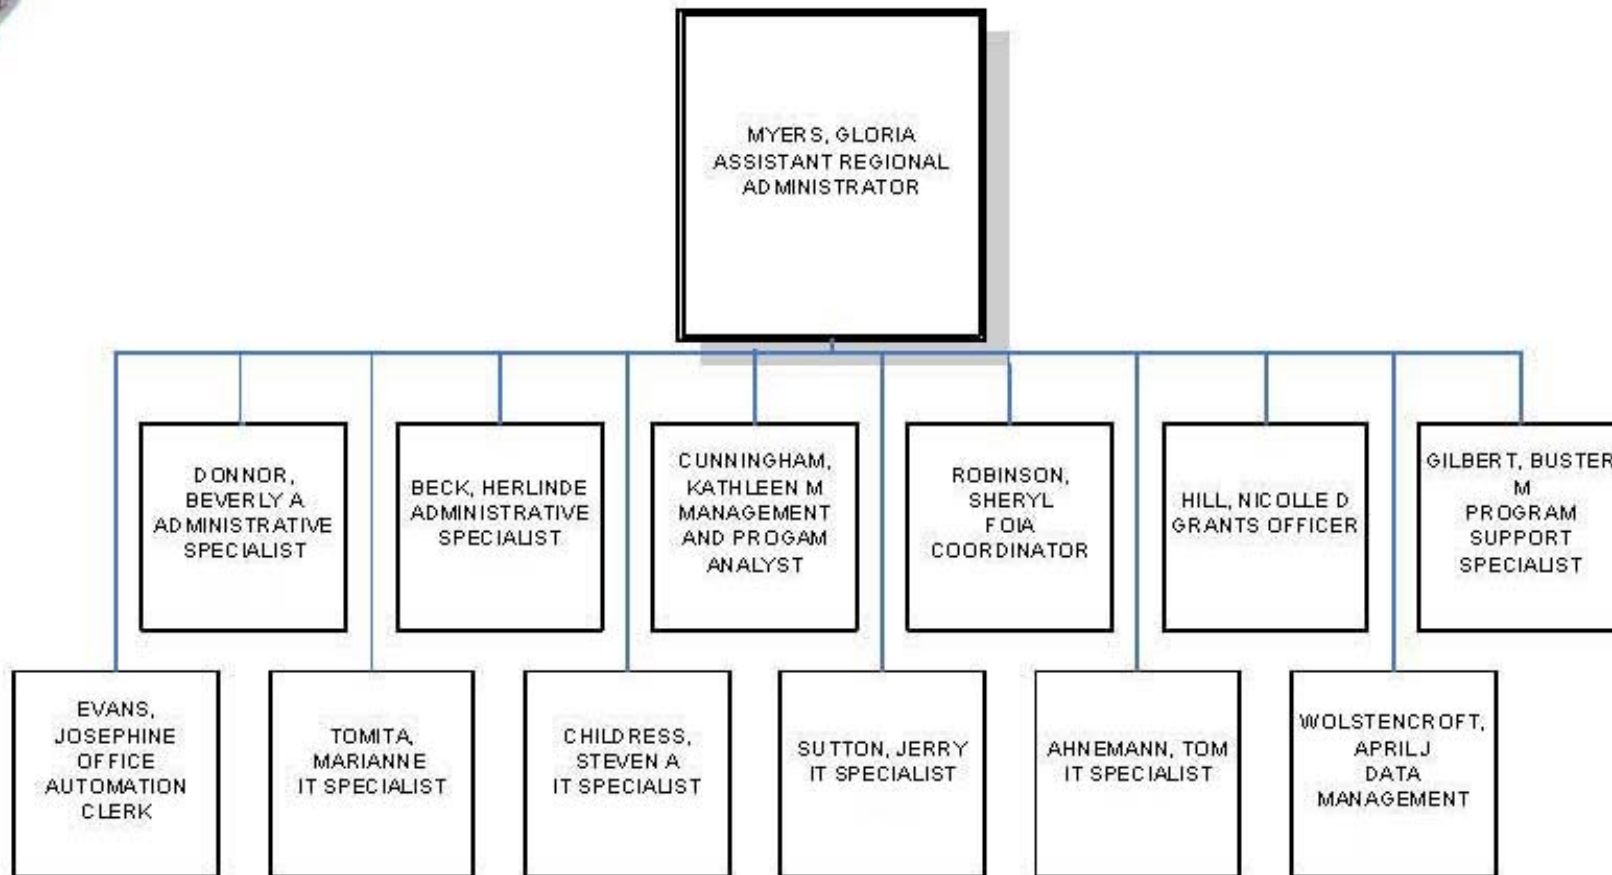 MYERS, GLORIA
ASSISTANT REGIONAL
ADMINISTRATOR
DONNOR,
BEVERLY A
ADMINISTRATIVE
SPECIALIST
BECK, HERLINDE
ADMINISTRATIVE
SPECIALIST
CUNNINGHAM,
KATHLEEN M
MANAGEMENT
AND PROGAM
ANALYST
ROBINSON,
SHERYL
FOIA
COORDINATOR
HILL, NICOLLE D
GRANTS OFFICER
GILBERT, BUSTER
M
PROGRAM
SUPPORT
SPECIALIST
EVANS,
JOSEPHINE
OFFICE
AUTOMATION
CLERK
TOMITA,
MARIANNE
IT SPECIALIST
CHILDRESS,
STEVEN A
IT SPECIALIST
SUTTON, JERRY
IT SPECIALIST
AHNEMANN, TOM
IT SPECIALIST
WOLSTENCROFT,
APRIL J
DATA
MANAGEMENT